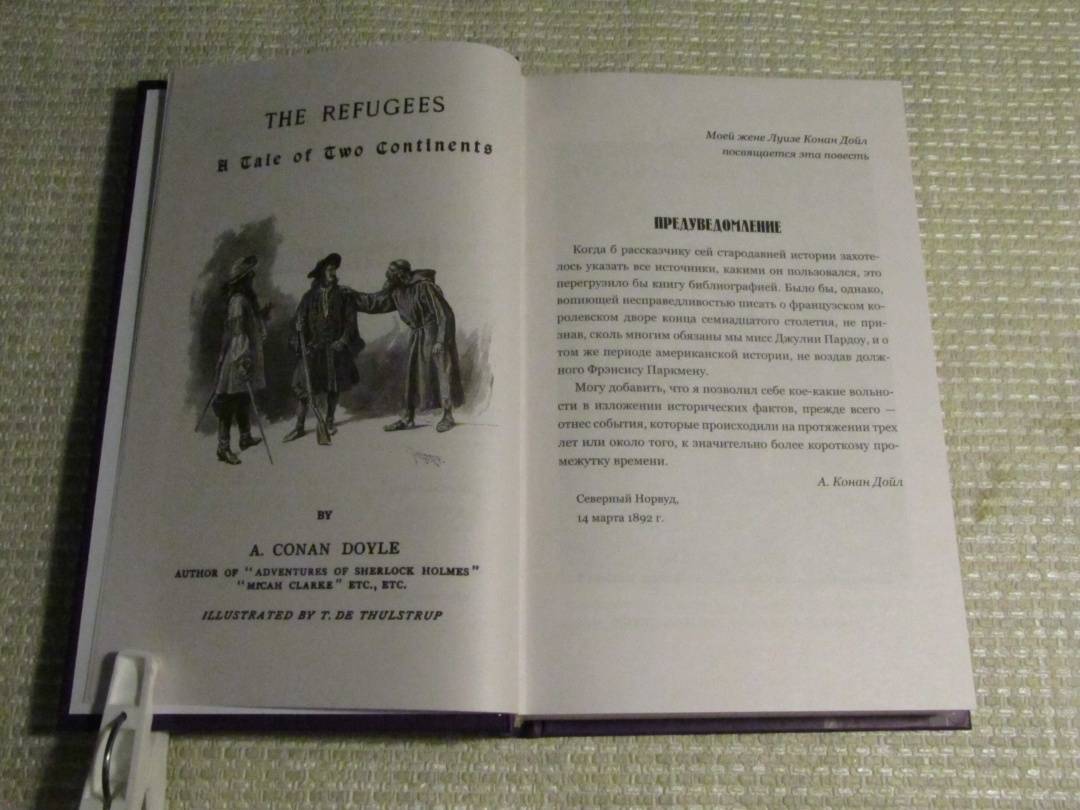 THE REFUGEES
A Tale of Two Continents
BY
A. CONAN DOYLE
AUTHOR OF "ADVENTURES OF SHERLOCK HOLMES"
"MICAH CLARKE" ETC., ETC.
ILLUSTRATED BY T. DE THULSTRUP
Моей жене Луизе Конан Дойл
посвящается эта повесть
ПРЕДУВЕДОМЛЕНИЕ
Когда б рассказчику сей стародавней истории захоте-
лось указать все источники, какими он пользовался, это
перегрузило бы книгу библиографией. Было бы, однако,
вопиющей несправедливостью писать о французском ко-
ролевском дворе конца семнадцатого столетия, не при-
знав, сколь многим обязаны мы мисс Джулии Пардоу, и о
том же периоде американской истории, не воздав долж-
ного Фрэнсису Паркмену.
Могу добавить, что я позволил себе кое-какие вольно-
сти в изложении исторических фактов, прежде всего —
отнес события, которые происходили на протяжении трех
лет или около того, к значительно более короткому про-
межутку времени.
А. Конан Дойл
Северный Норвуд,
14 марта 1892 г.